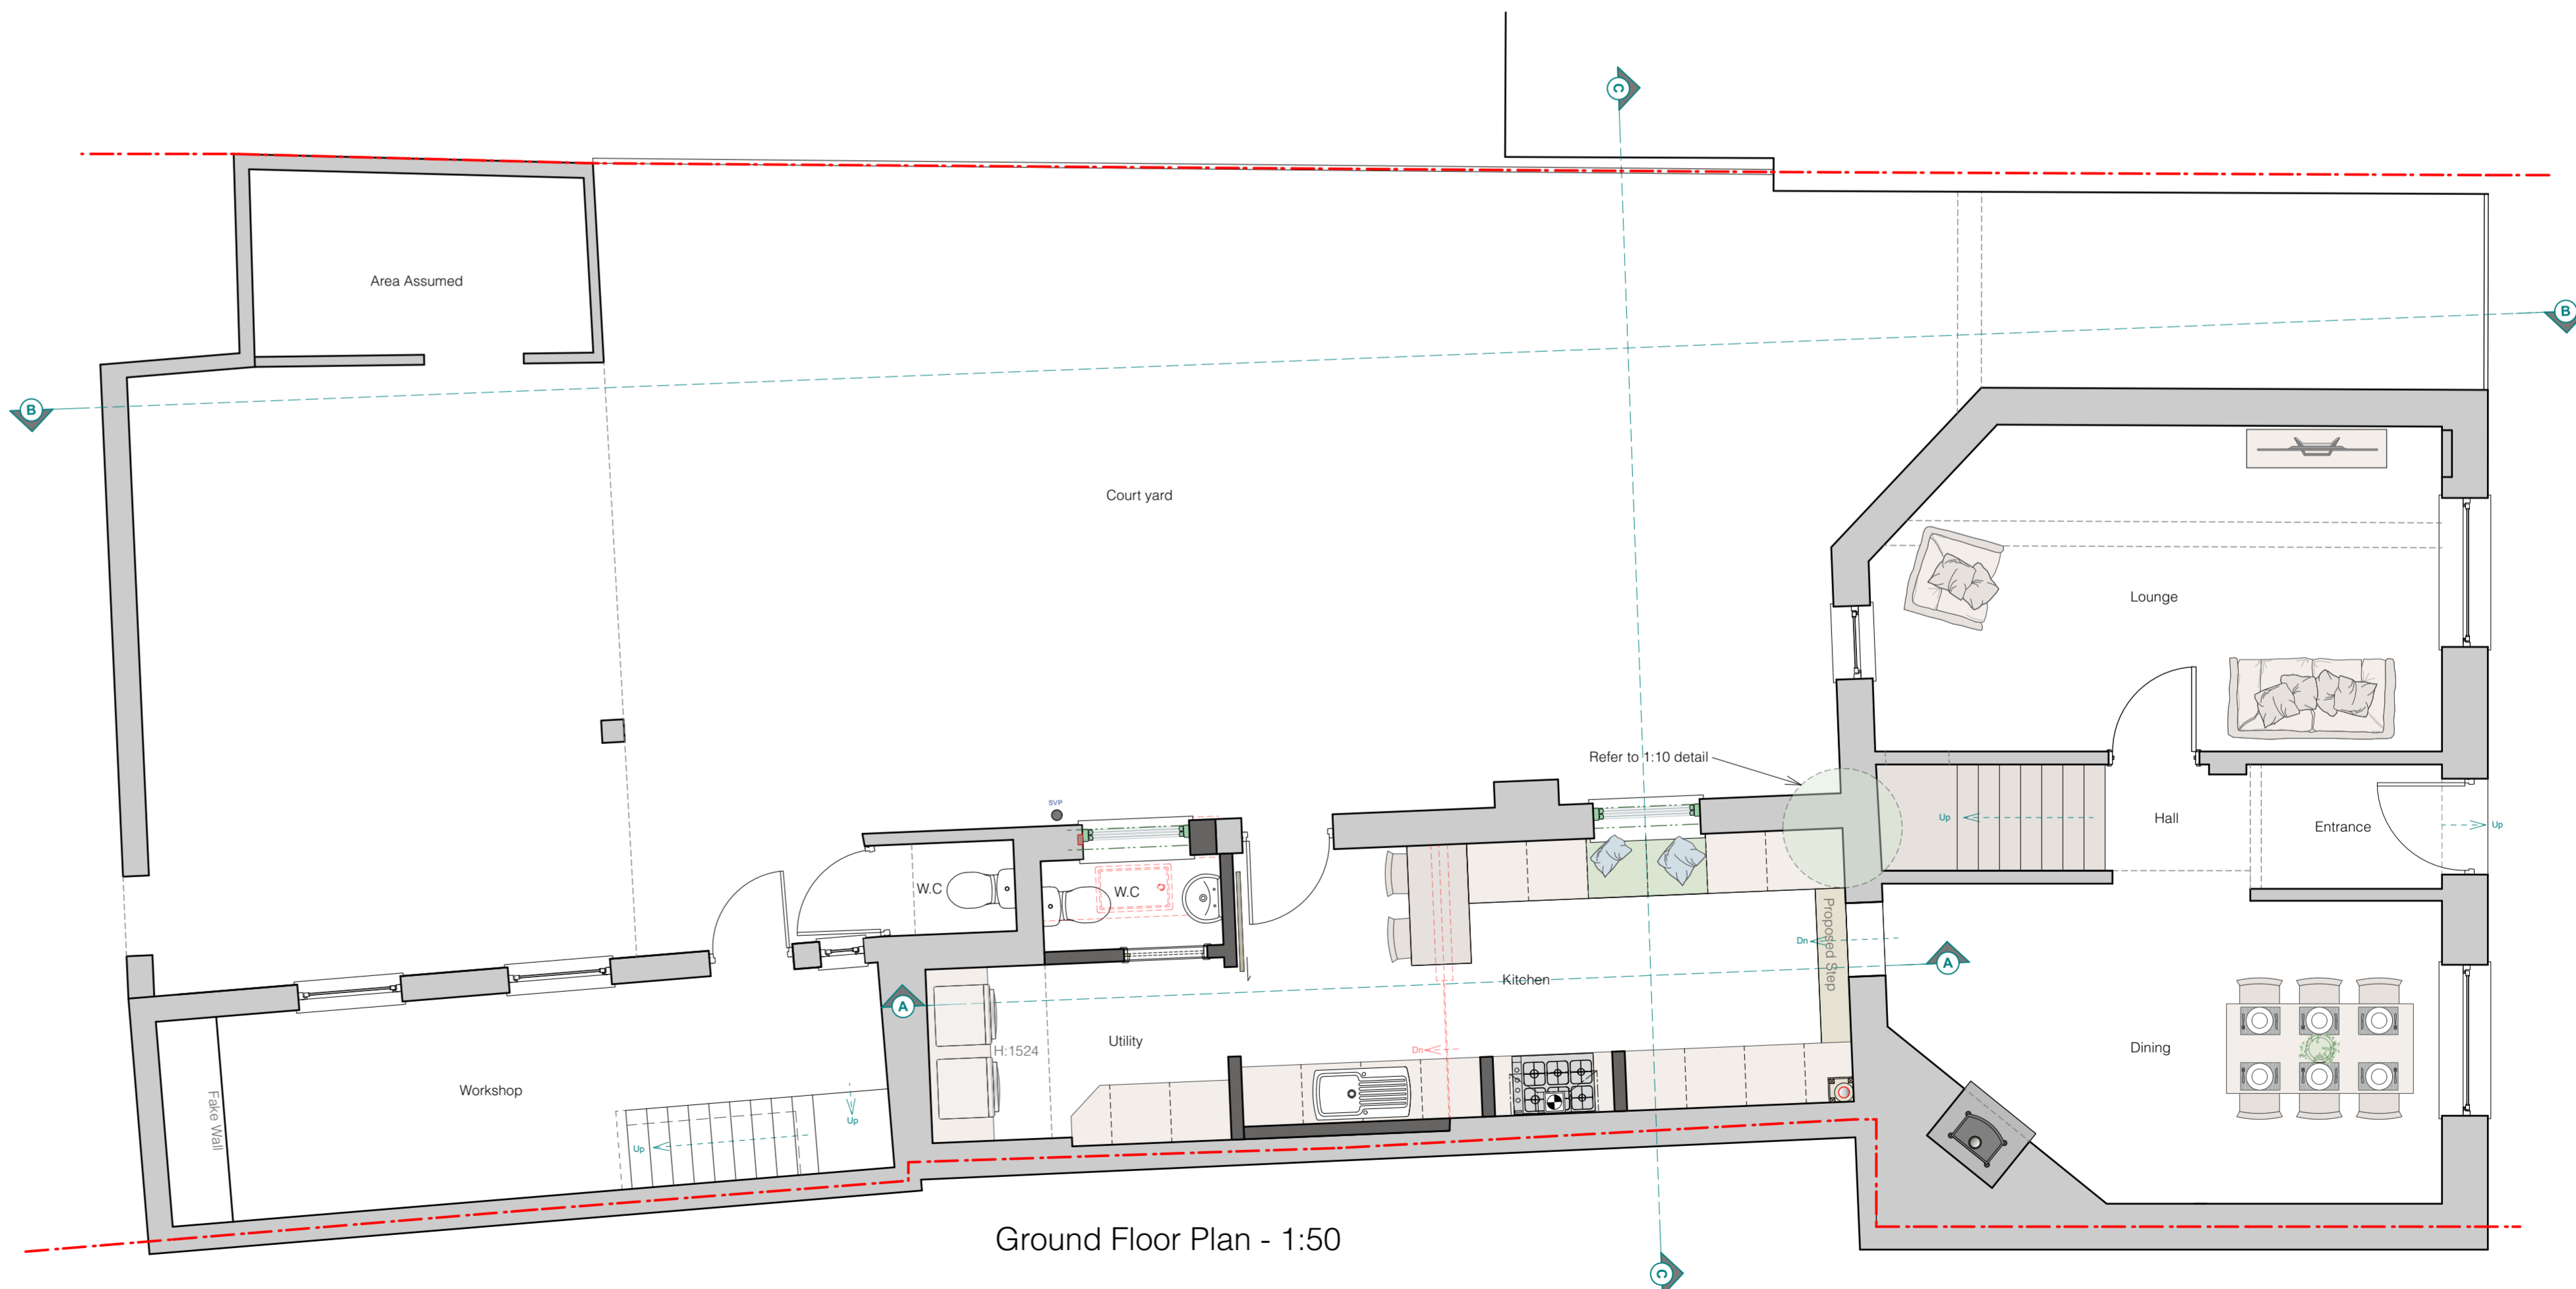 C
B
Area Assumed
B
Court yard
Lounge
Refer to 1:10 detail
SVP
Up
Hall
Entrance
Up
W.C
W.C
Proposed Step
Dn
A
Kitchen
A
Utility
H:1524
Dn
Dining
Workshop
Fake Wall
Up
Up
Ground Floor Plan - 1:50
C